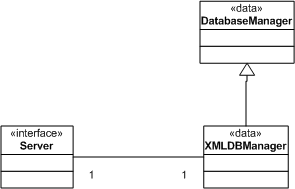 «data»
DatabaseManager
«interface»
Server
«data»
XMLDBManager
1
1